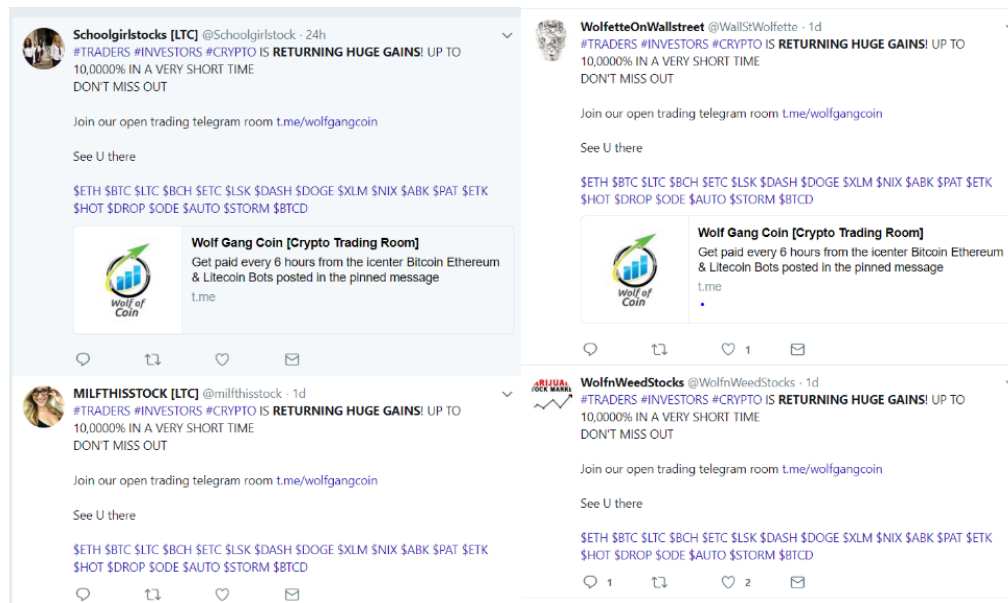 Schoolgirlstocks [LTC] @Schoolgirlstock · 24h
#TRADERS #INVESTORS #CRYPTO IS RETURNING HUGE GAINS! UP TO
10,0000% IN A VERY SHORT TIME
DON'T MISS OUT
Join our open trading telegram room t.me/wolfgangcoin
See U there
$ETH $BTC $LTC $BCH $ETC $LSK $DASH $DOGE $XLM $NIX $ABK $PAT $ETK
$HOT $DROP $ODE $AUTO $STORM $BTCD
Wolf of
Coin
Wolf Gang Coin [Crypto Trading Room]
Get paid every 6 hours from the icenter Bitcoin Ethereum
& Litecoin Bots posted in the pinned message
t.me
MILFTHISSTOCK [LTC] @milfthisstock · 1d
#TRADERS #INVESTORS #CRYPTO IS RETURNING HUGE GAINS! UP TO
10,0000% IN A VERY SHORT TIME
DON'T MISS OUT
Join our open trading telegram room t.me/wolfgangcoin
See U there
$ETH $BTC $LTC $BCH $ETC $LSK $DASH $DOGE $XLM $NIX $ABK $PAT $ETK
$HOT $DROP $ODE $AUTO $STORM $BTCD
WolfetteOnWallstreet @WallStWolfette · 1d
#TRADERS #INVESTORS #CRYPTO IS RETURNING HUGE GAINS! UP TO
10,0000% IN A VERY SHORT TIME
DON'T MISS OUT
Join our open trading telegram room t.me/wolfgangcoin
See U there
$ETH $BTC $LTC $BCH $ETC $LSK $DASH $DOGE $XLM $NIX $ABK $PAT $ETK
$HOT $DROP $ODE $AUTO $STORM $BTCD
Wolf of
Coin
Wolf Gang Coin [Crypto Trading Room]
Get paid every 6 hours from the icenter Bitcoin Ethereum
& Litecoin Bots posted in the pinned message
t.me
1
ARIJUA
OCK MARK
WolfnWeedStocks @WolfnWeedStocks · 1d
#TRADERS #INVESTORS #CRYPTO IS RETURNING HUGE GAINS! UP TO
10,0000% IN A VERY SHORT TIME
DON'T MISS OUT
Join our open trading telegram room t.me/wolfgangcoin
See U there
$ETH $BTC $LTC $BCH $ETC $LSK $DASH $DOGE $XLM $NIX $ABK $PAT $ETK
$HOT $DROP $ODE $AUTO $STORM $BTCD
1 2